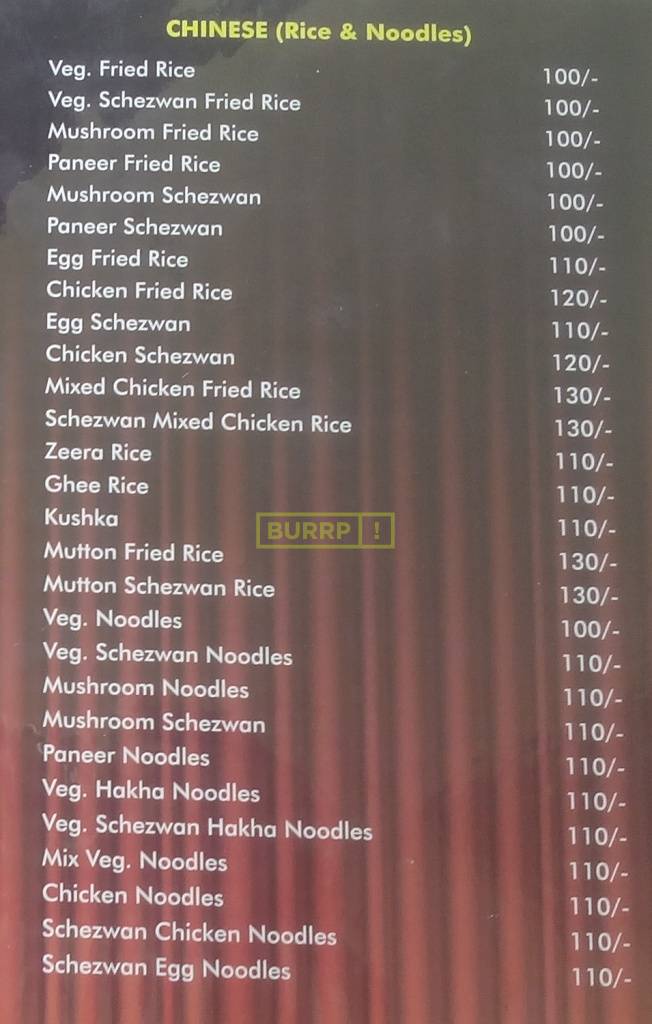 CHINESE (Rice & Noodles)
Veg. Fried Rice 100/-
Veg. Schezwan Fried Rice 100/-
Mushroom Fried Rice 100/-
Paneer Fried Rice 100/-
Mushroom Schezwan 100/-
Paneer Schezwan 100/-
Egg Fried Rice 110/-
Chicken Fried Rice 120/-
Egg Schezwan 110/-
Chicken Schezwan 120/-
Mixed Chicken Fried Rice 130/-
Schezwan Mixed Chicken Rice 130/-
Zeera Rice 110/-
Ghee Rice 110/-
Kushka 110/-
BURRP!
Mutton Fried Rice 130/-
Mutton Schezwan Rice 130/-
Veg. Noodles 100/-
Veg. Schezwan Noodles 110/-
Mushroom Noodles 110/-
Mushroom Schezwan 110/-
Paneer Noodles 110/-
Veg. Hakha Noodles 110/-
Veg. Schezwan Hakha Noodles 110/-
Mix Veg. Noodles 110/-
Chicken Noodles 110/-
Schezwan Chicken Noodles 110/-
Schezwan Egg Noodles 110/-